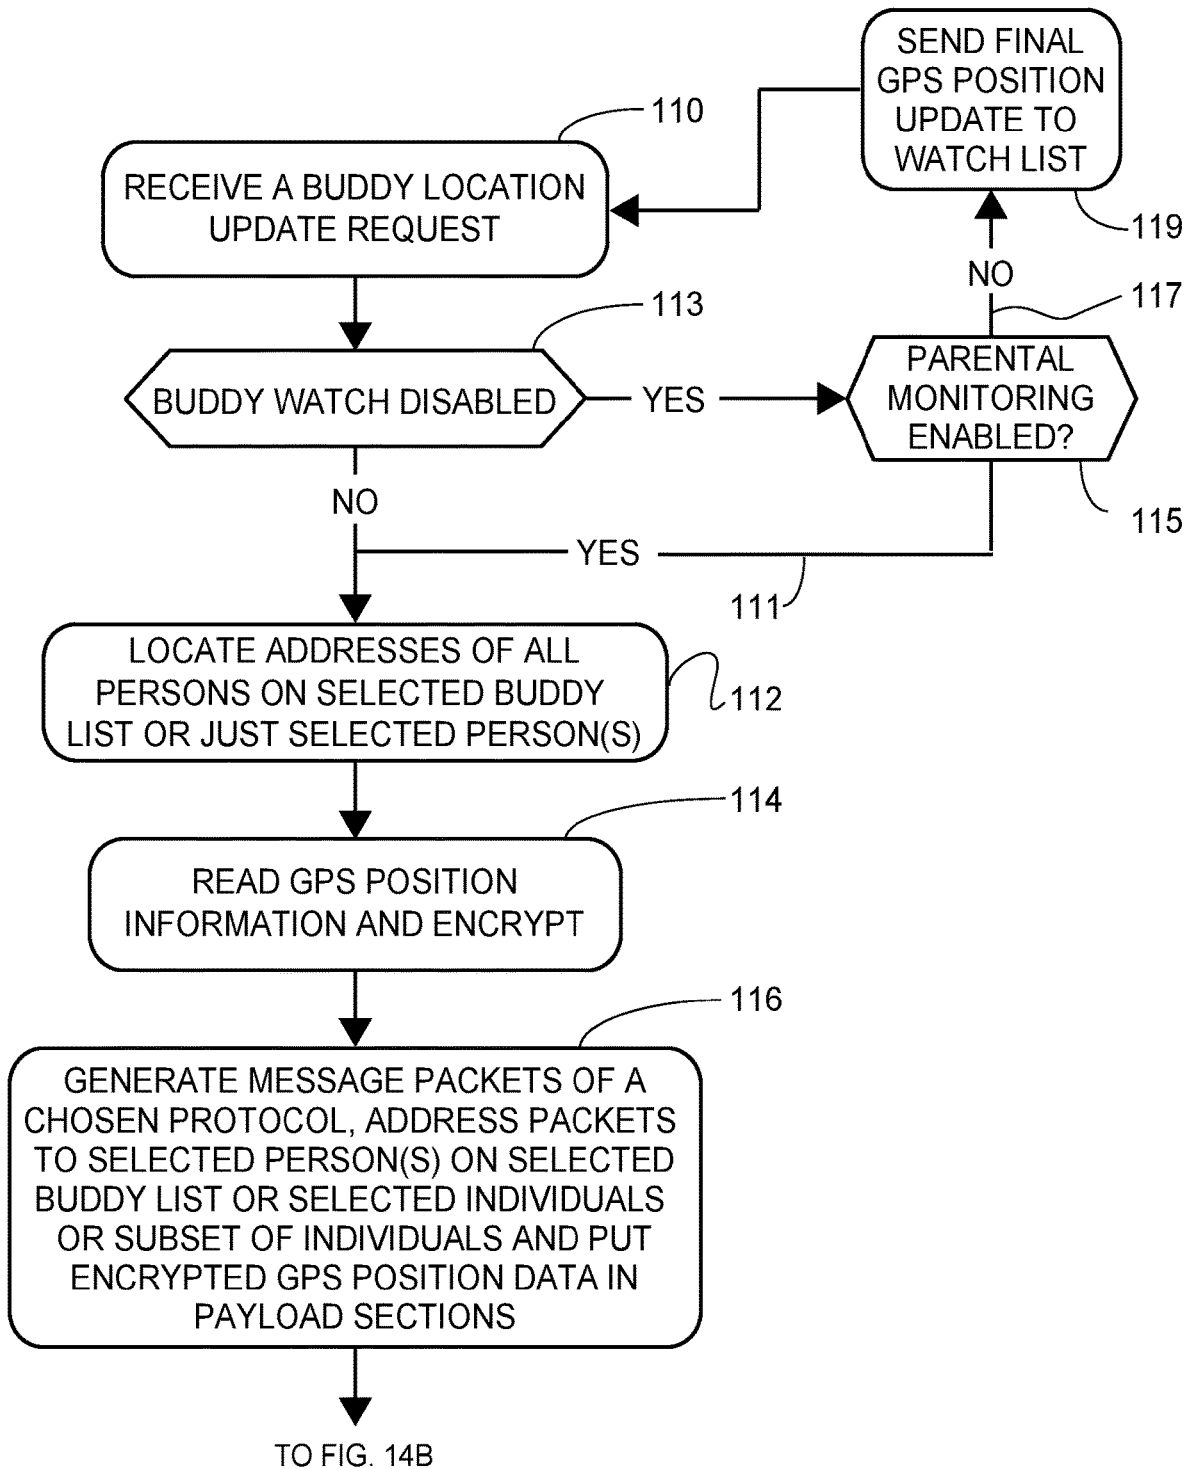 SEND FINAL
GPS POSITION
UPDATE TO
WATCH LIST
119
110
RECEIVE A BUDDY LOCATION
UPDATE REQUEST
NO
117
113
BUDDY WATCH DISABLED
YES
PARENTAL
MONITORING
ENABLED?
115
NO
YES
111
LOCATE ADDRESSES OF ALL
PERSONS ON SELECTED BUDDY
LIST OR JUST SELECTED PERSON(S)
112
114
READ GPS POSITION
INFORMATION AND ENCRYPT
116
GENERATE MESSAGE PACKETS OF A
CHOSEN PROTOCOL, ADDRESS PACKETS
TO SELECTED PERSON(S) ON SELECTED
BUDDY LIST OR SELECTED INDIVIDUALS
OR SUBSET OF INDIVIDUALS AND PUT
ENCRYPTED GPS POSITION DATA IN
PAYLOAD SECTIONS
TO FIG. 14B